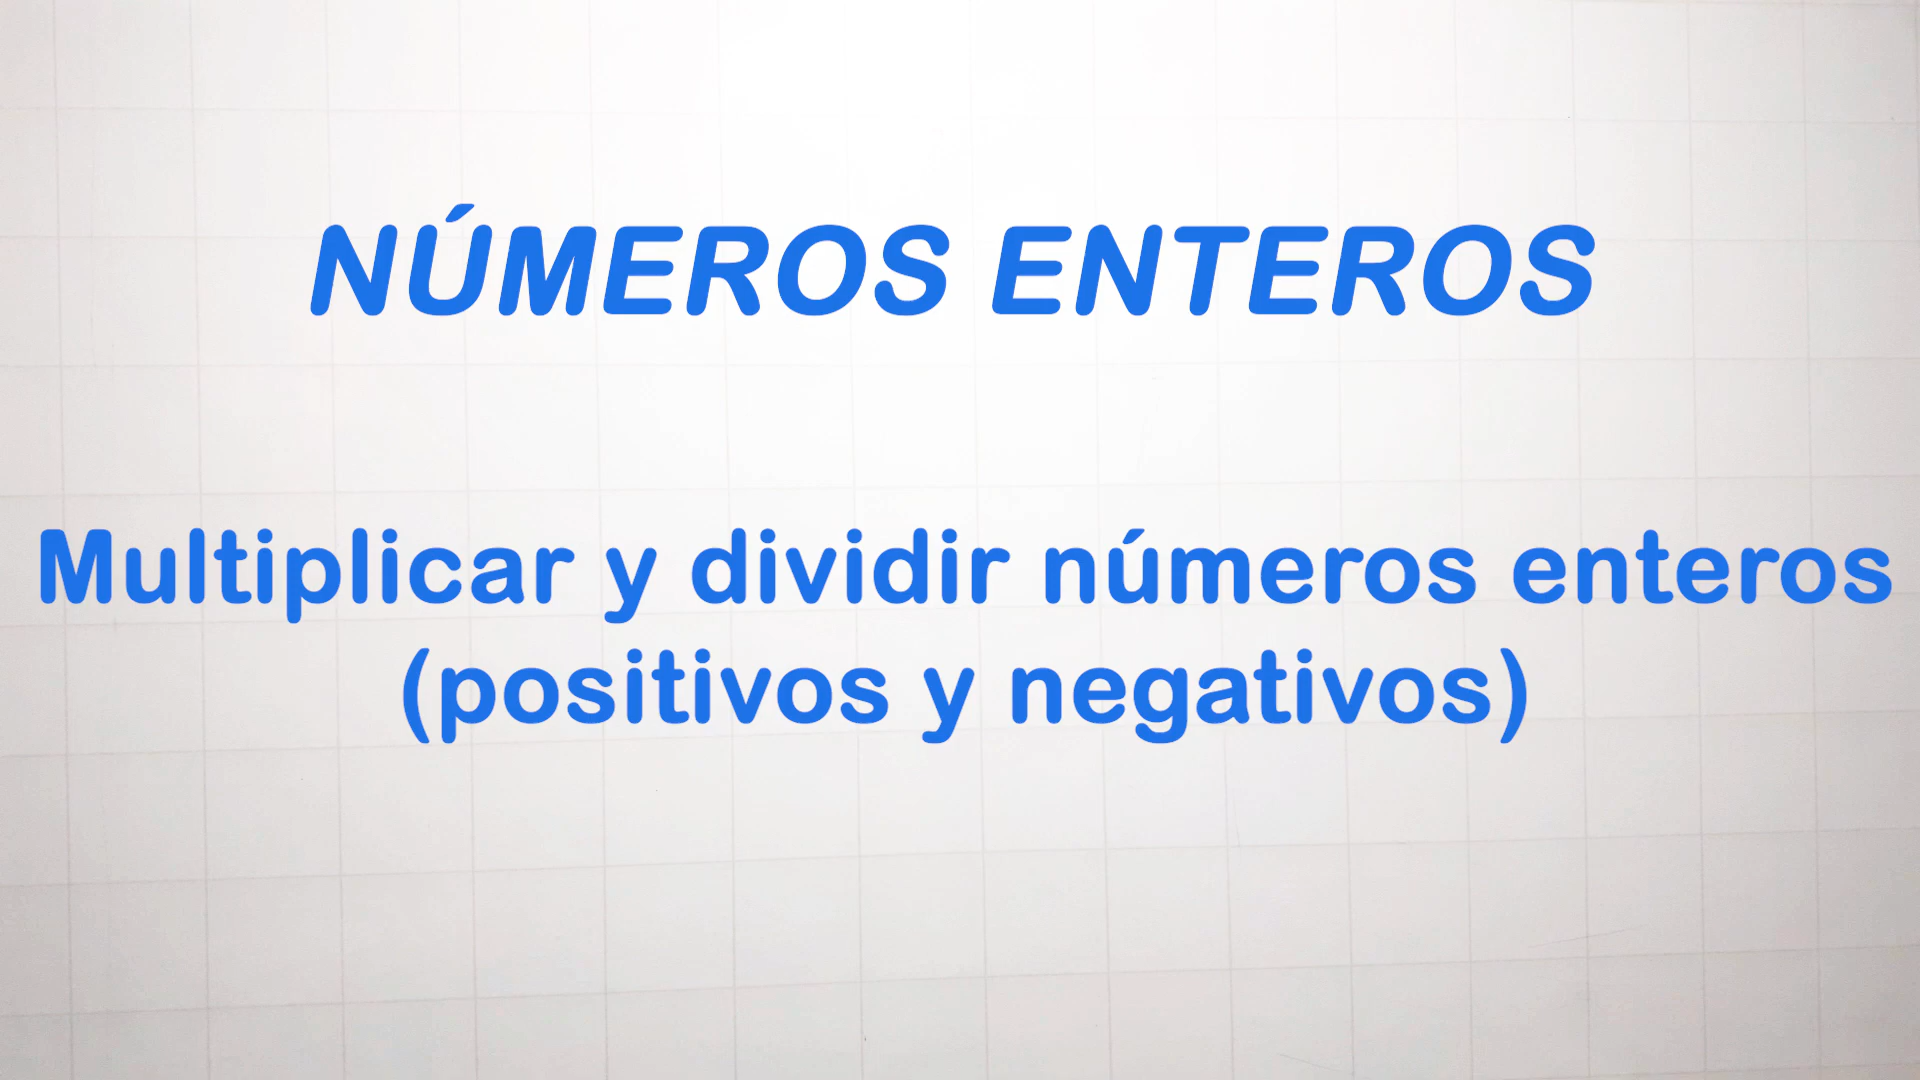 NÚMEROS ENTEROS
Multiplicar y dividir números enteros
(positivos y negativos)